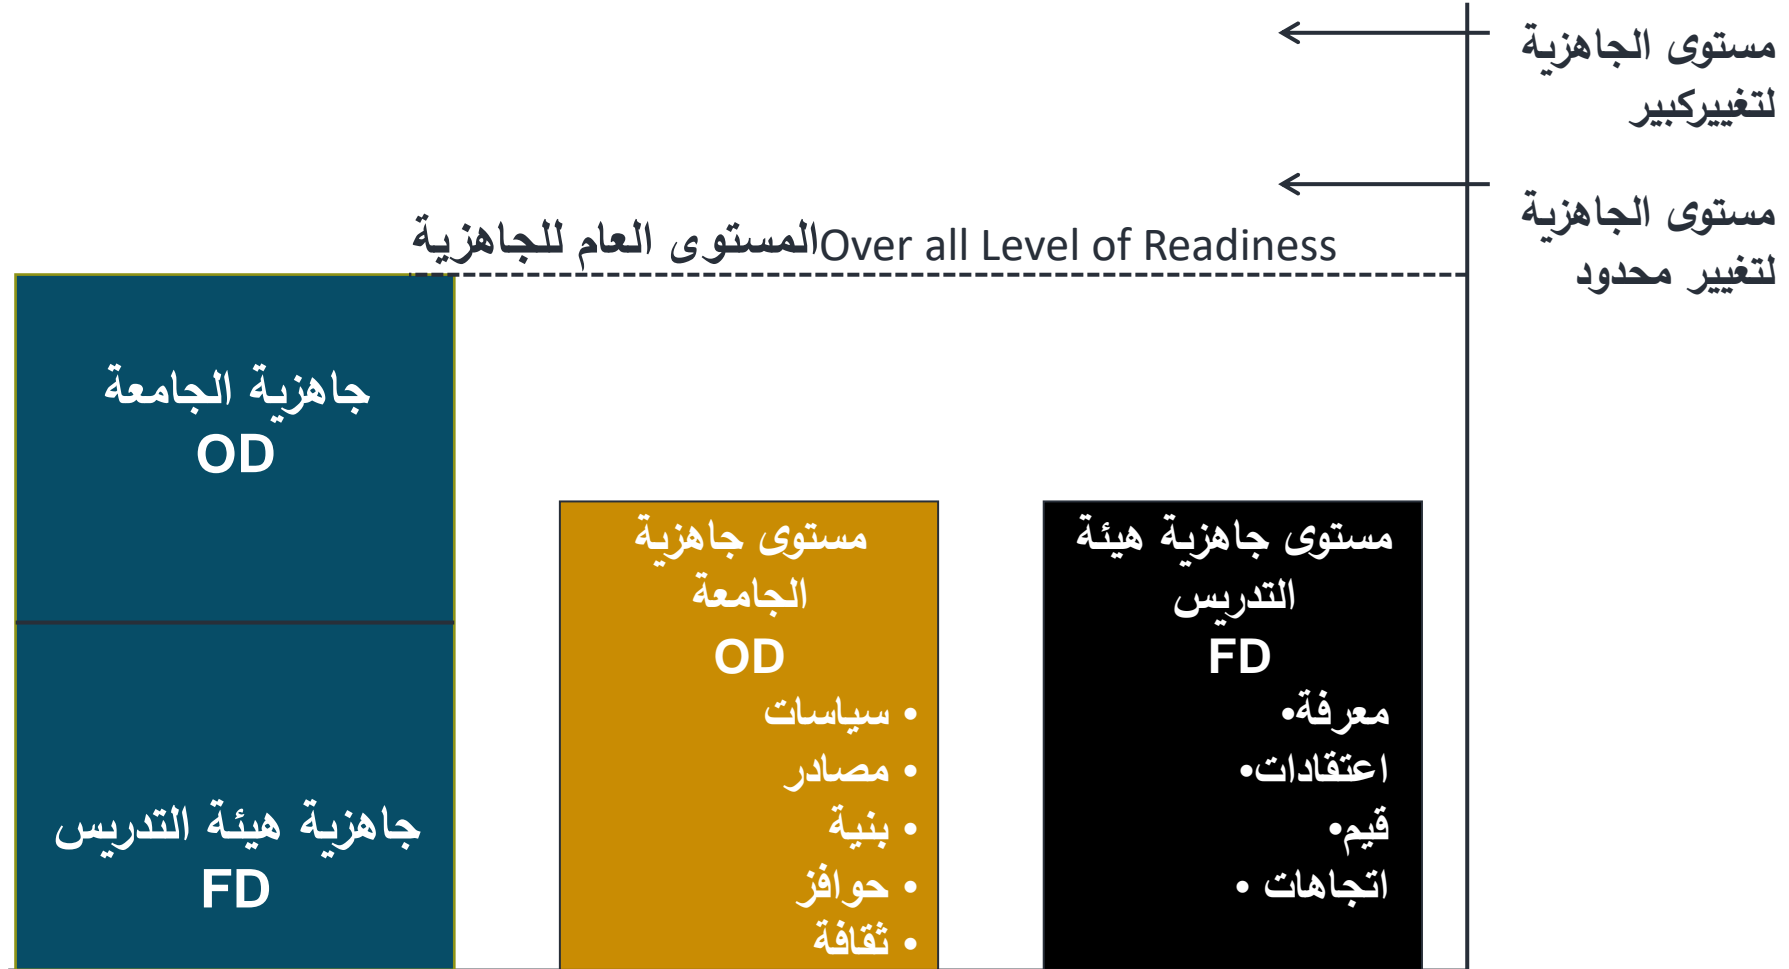 مستوى الجاهزية
لتغييركبير
مستوى الجاهزية
لتغيير محدود
المستوى العام للجاهزيةOver all Level of Readiness
مستوى جاهزية هيئة
التدريس
FD
معرفة•
اعتقادات•
قيم•
اتجاهات •
مستوى جاهزية
الجامعة
OD
• سياسات
• مصادر
• بنية
• حوافز
• ثقافة
جاهزية الجامعة
OD
جاهزية هيئة التدريس
FD